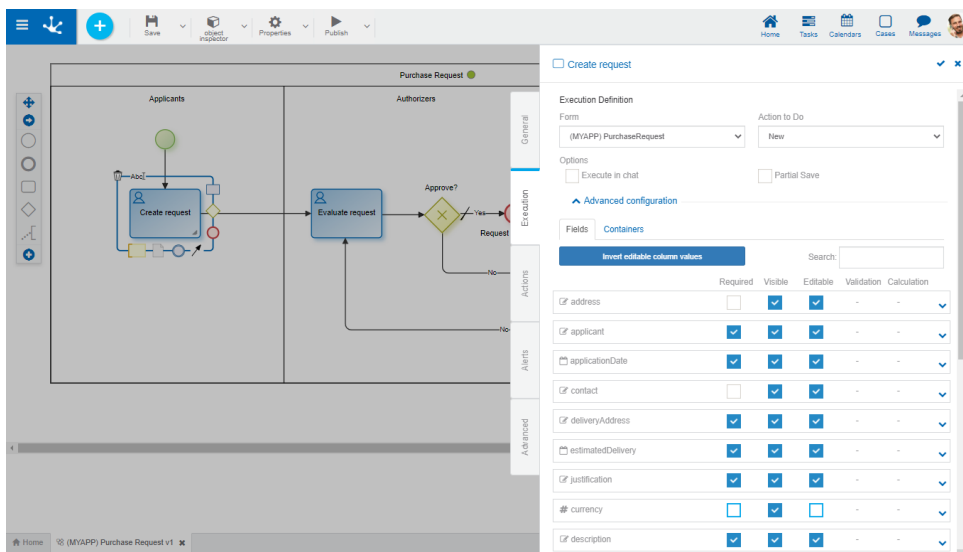 Save
object
inspector
Properties
Publish
Home
Tasks
Calendars
Cases
Messages
Purchase Request
Applicants
Authorizers
Abc
Create request
Evaluate request
Approve?
Yes
Request
No
No
General
Execution
Actions
Alerts
Advanced
Create request
Execution Definition
Form
Action to Do
(MYAPP) PurchaseRequest
New
Options
Execute in chat
Partial Save
Advanced configuration
Fields
Containers
Invert editable column values
Search:
Required Visible Editable Validation Calculation
address - -
applicant - -
applicationDate - -
contact - -
deliveryAddress - -
estimatedDelivery - -
justification - -
# currency - -
description - -
Home
(MYAPP) Purchase Request v1